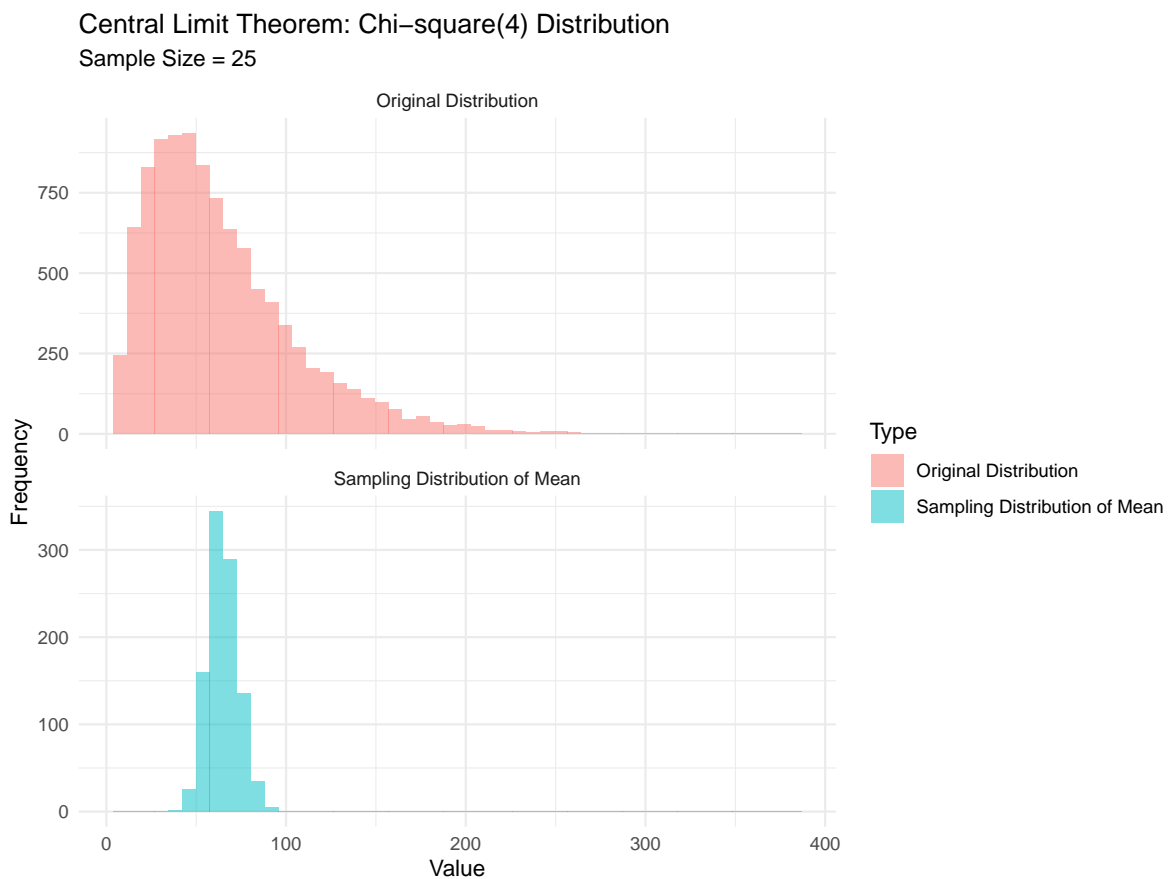 Central Limit Theorem: Chi−square(4) Distribution
Sample Size = 25
Original Distribution
750
500
250
0
Sampling Distribution of Mean
300
200
100
0
0 100 200 300 400
Value
Frequency
Type
Original Distribution
Sampling Distribution of Mean